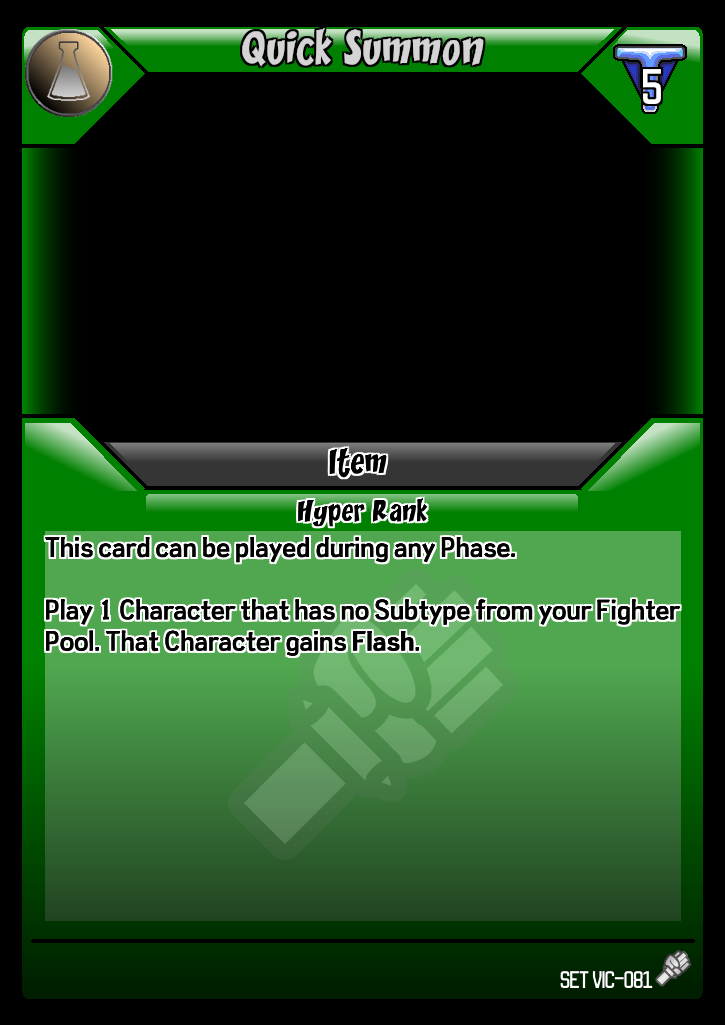 Quick Summon
5
Item
Hyper Rank
This card can be played during any Phase.
Play 1 Character that has no Subtype from your Fighter
Pool. That Character gains Flash.
SET VIC-081